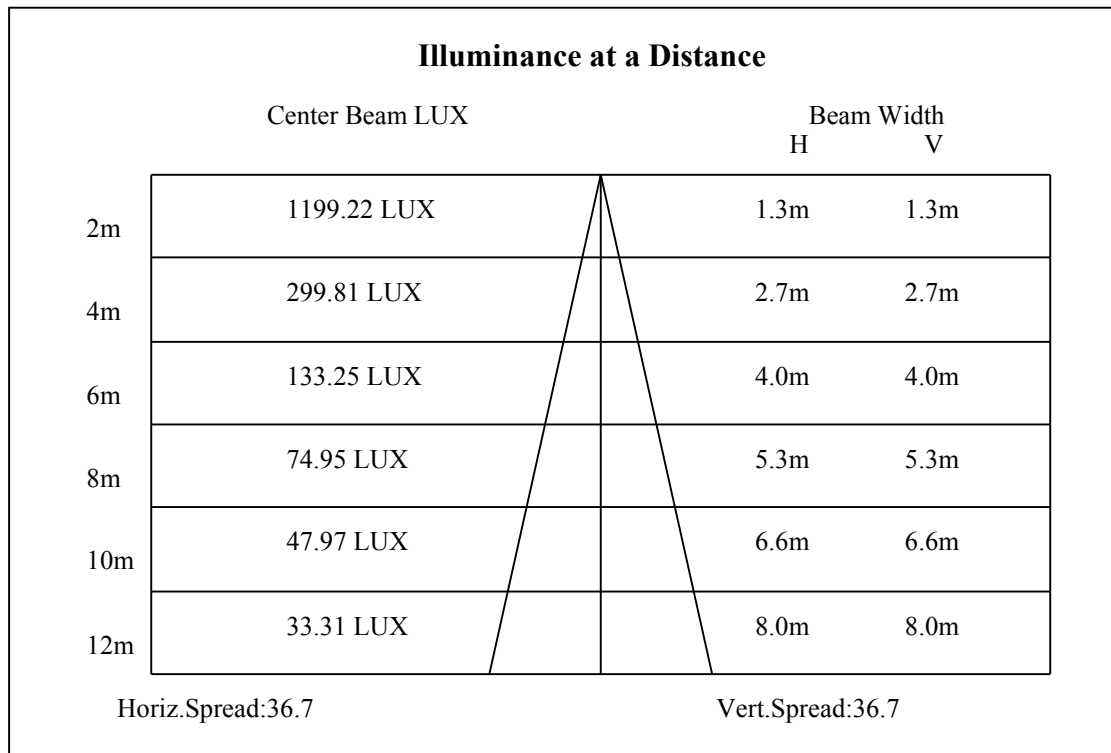 Illuminance at a Distance
Center Beam LUX Beam Width
H V
2m 1199.22 LUX 1.3m 1.3m
4m 299.81 LUX 2.7m 2.7m
6m 133.25 LUX 4.0m 4.0m
8m 74.95 LUX 5.3m 5.3m
10m 47.97 LUX 6.6m 6.6m
12m 33.31 LUX 8.0m 8.0m
Horiz.Spread:36.7 Vert.Spread:36.7